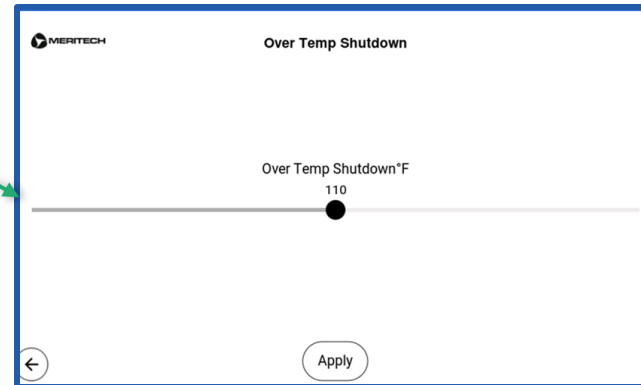 MERITECH
Over Temp Shutdown
Over Temp Shutdown°F
110
Apply